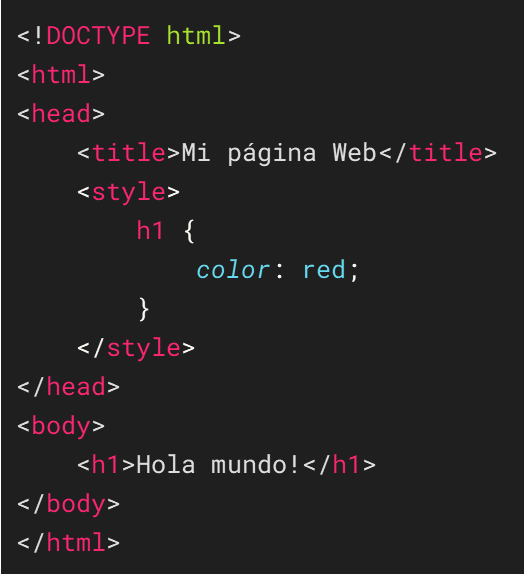 <!DOCTYPE html>
<html>
<head>
    <title>Mi página Web</title>
    <style>
        h1 {
            color: red;
        }
    </style>
</head>
<body>
    <h1>Hola mundo!</h1>
</body>
</html>